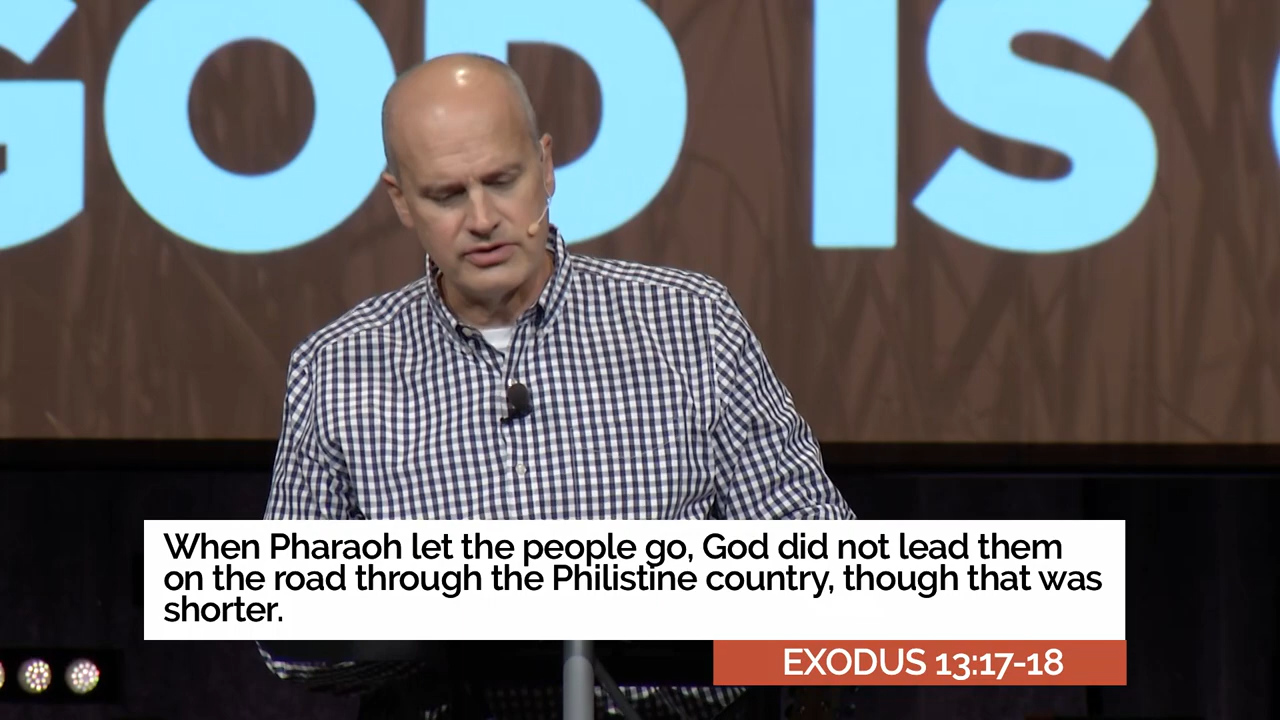 GOD IS
When Pharaoh let the people go, God did not lead them
on the road through the Philistine country, though that was
shorter.
EXODUS 13:17-18